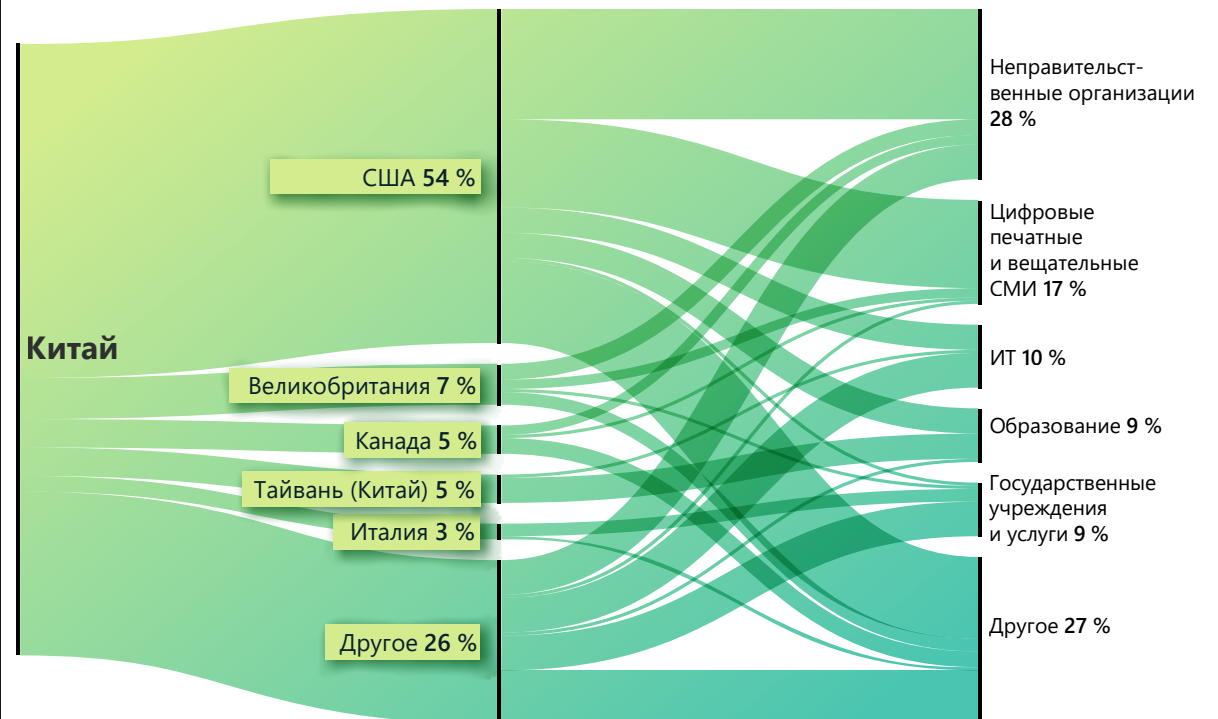 Китай
США 54 %
Великобритания 7 %
Канада 5 %
Тайвань (Китай) 5 %
Италия 3 %
Другое 26 %
Неправительст-
венные организации
28 %
Цифровые
печатные
и вещательные
СМИ 17 %
ИТ 10 %
Образование 9 %
Государственные
учреждения
и услуги 9 %
Другое 27 %